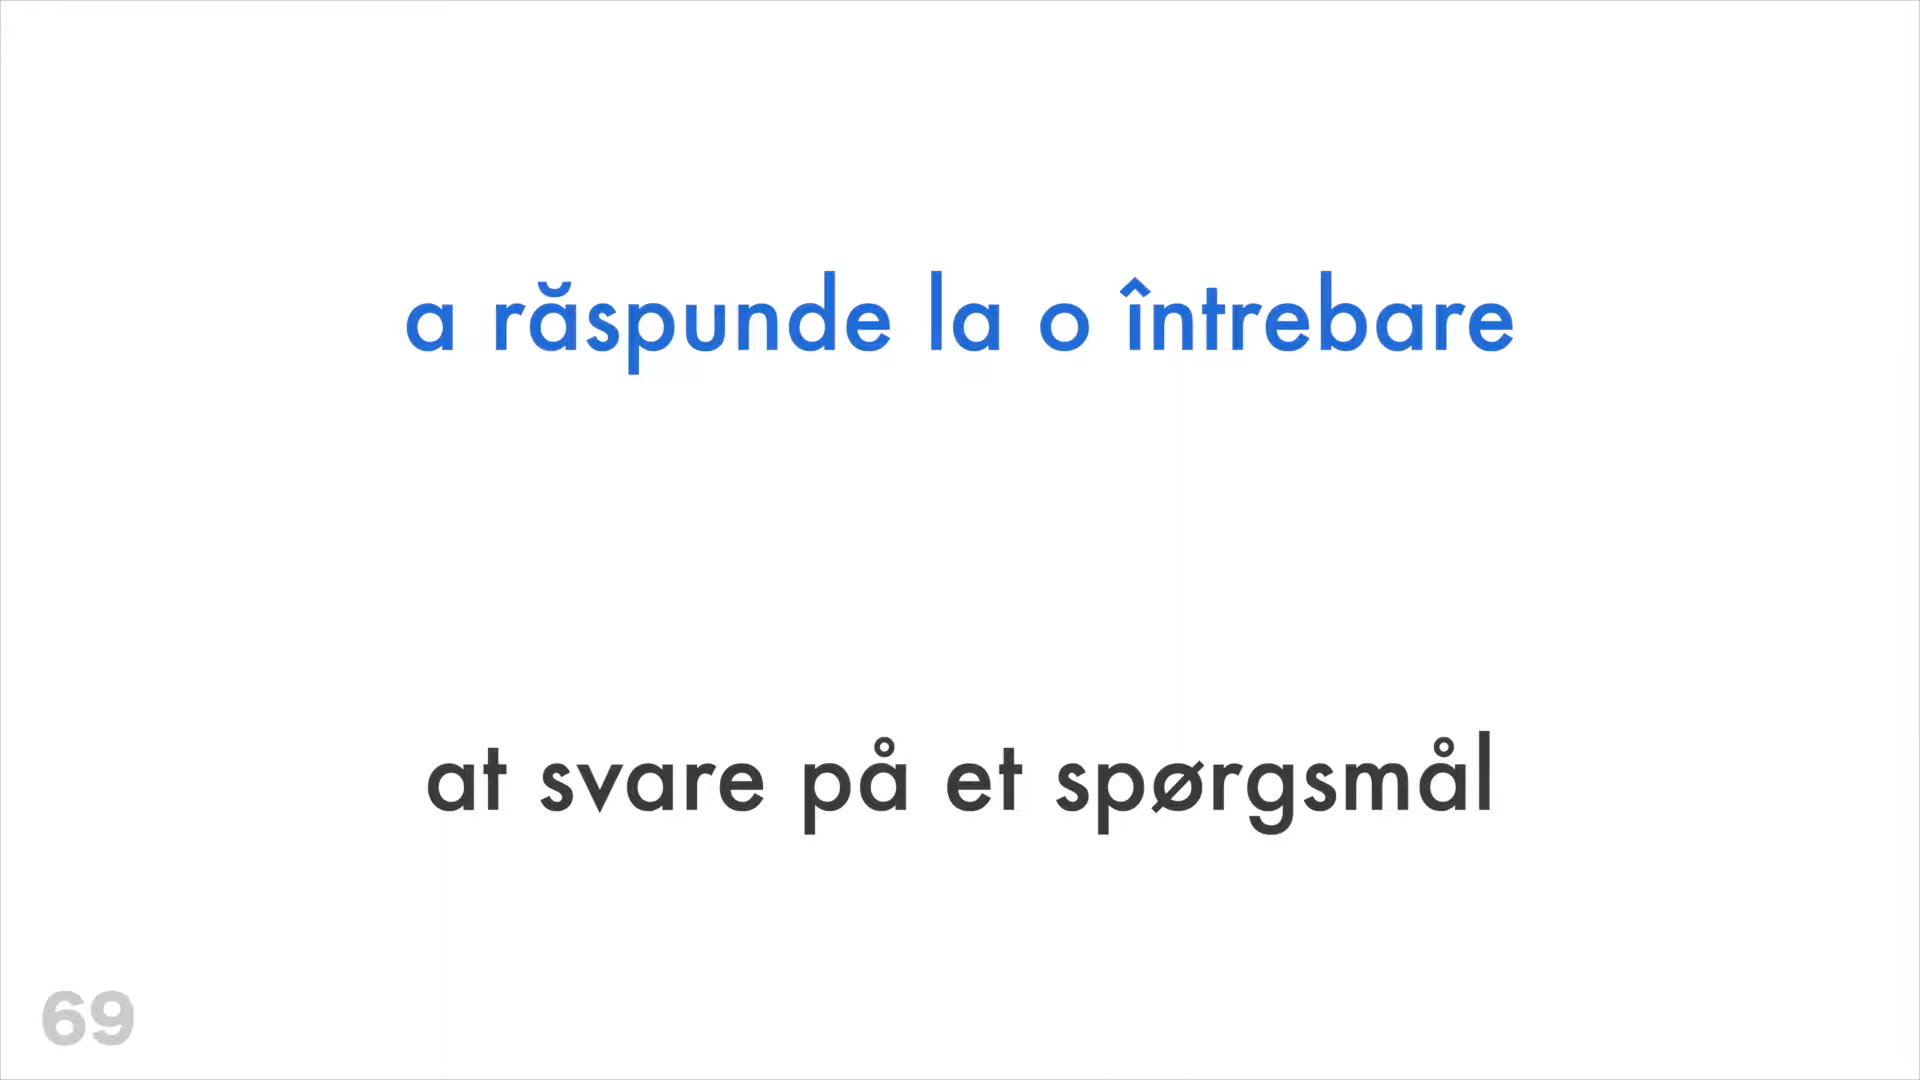 a răspunde la o întrebare
at svare på et spørgsmål
69